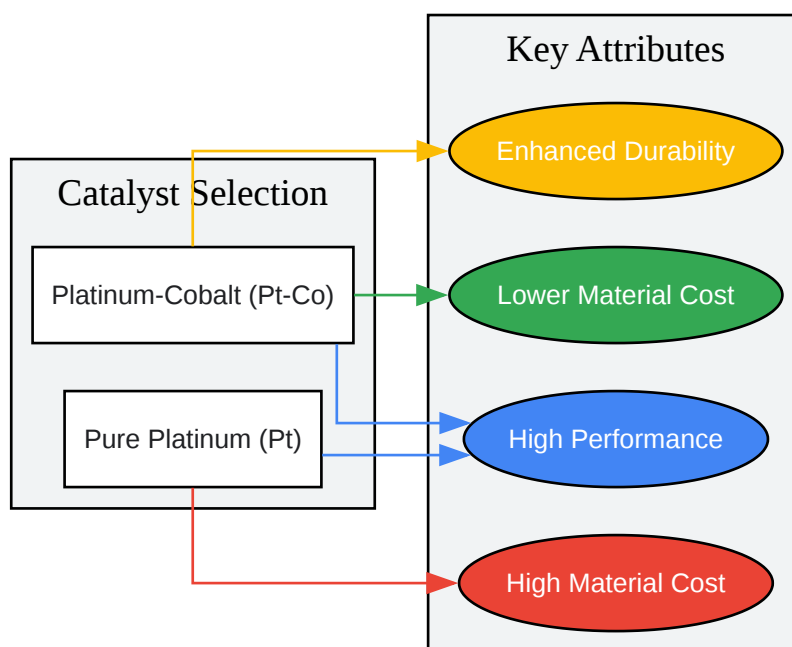 Key Attributes
Enhanced Durability
Catalyst Selection
Platinum-Cobalt (Pt-Co)
Lower Material Cost
Pure Platinum (Pt)
High Performance
High Material Cost